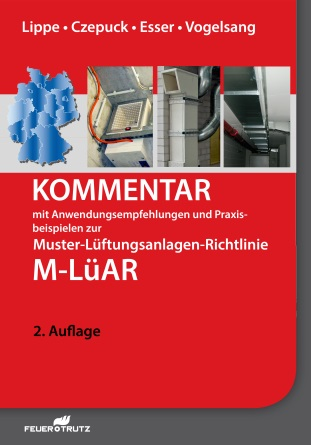 Lippe • Czepuck • Esser • Vogelsang
KOMMENTAR
mit Anwendungsempfehlungen und Praxis-
beispielen zur
Muster-Lüftungsanlagen-Richtlinie
M-LüAR
2. Auflage
FEUERTRUTZ